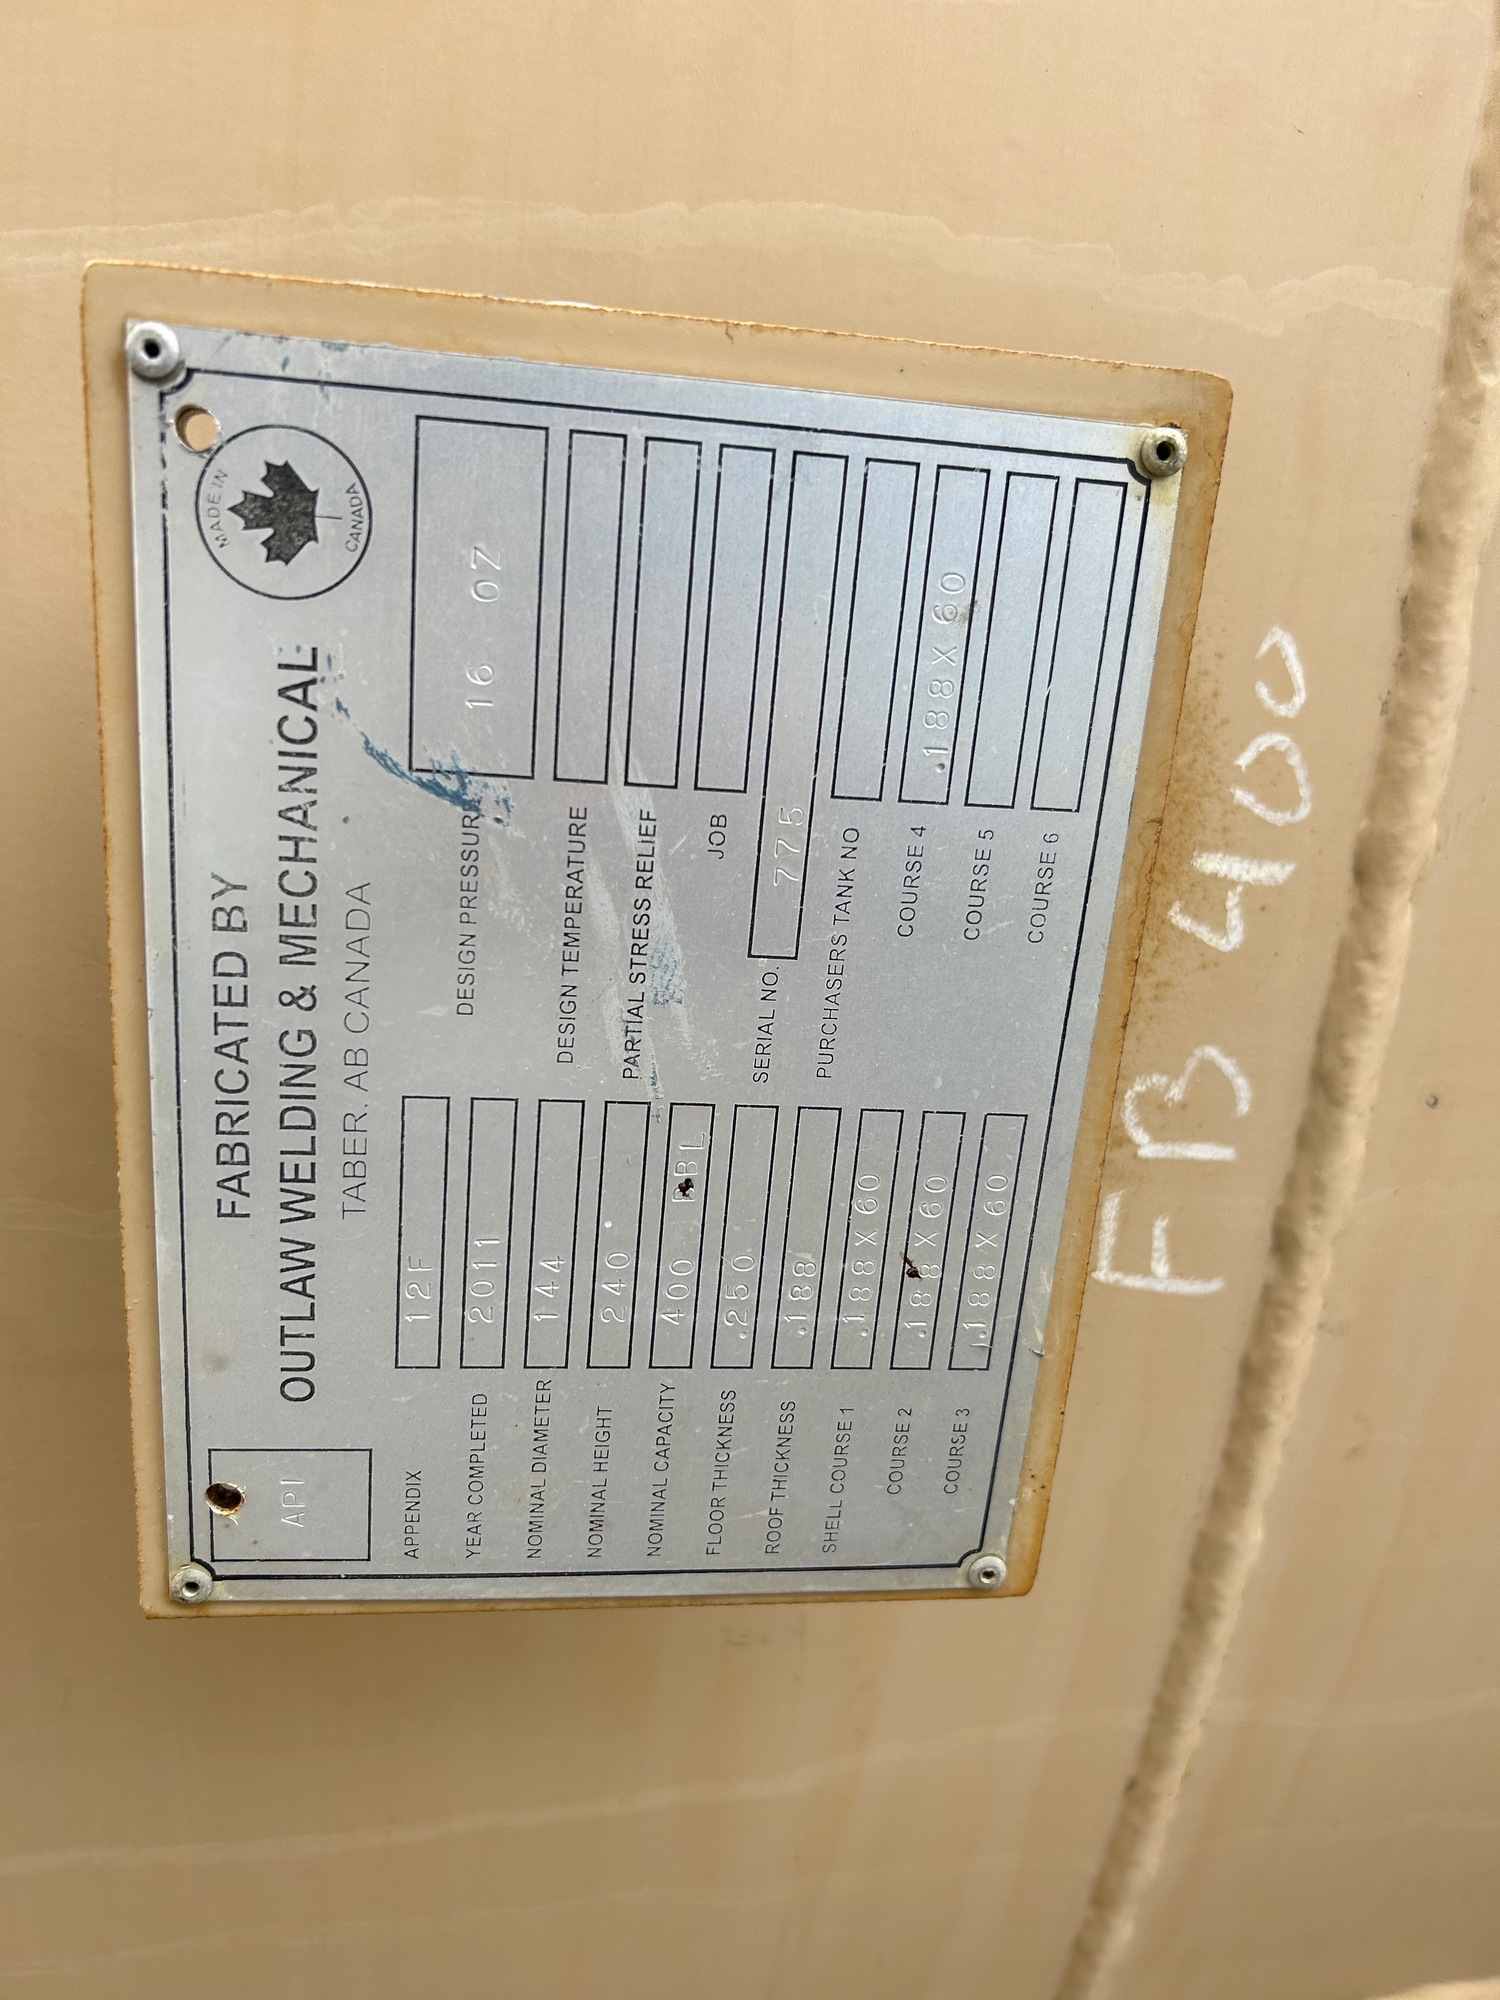 API
FABRICATED BY
OUTLAW WELDING & MECHANICAL
TABER, AB CANADA
MADE IN
CANADA
APPENDIX 12F
YEAR COMPLETED 2011
NOMINAL DIAMETER 144
NOMINAL HEIGHT 240
NOMINAL CAPACITY 400 BBL
FLOOR THICKNESS .250
ROOF THICKNESS .188
SHELL COURSE 1 .188 X 60
COURSE 2 .188 X 60
COURSE 3 .188 X 60
DESIGN PRESSURE 16 OZ
DESIGN TEMPERATURE
PARTIAL STRESS RELIEF
JOB
SERIAL NO. 775
PURCHASERS TANK NO
COURSE 4 .188 X 60
COURSE 5
COURSE 6
FB 400